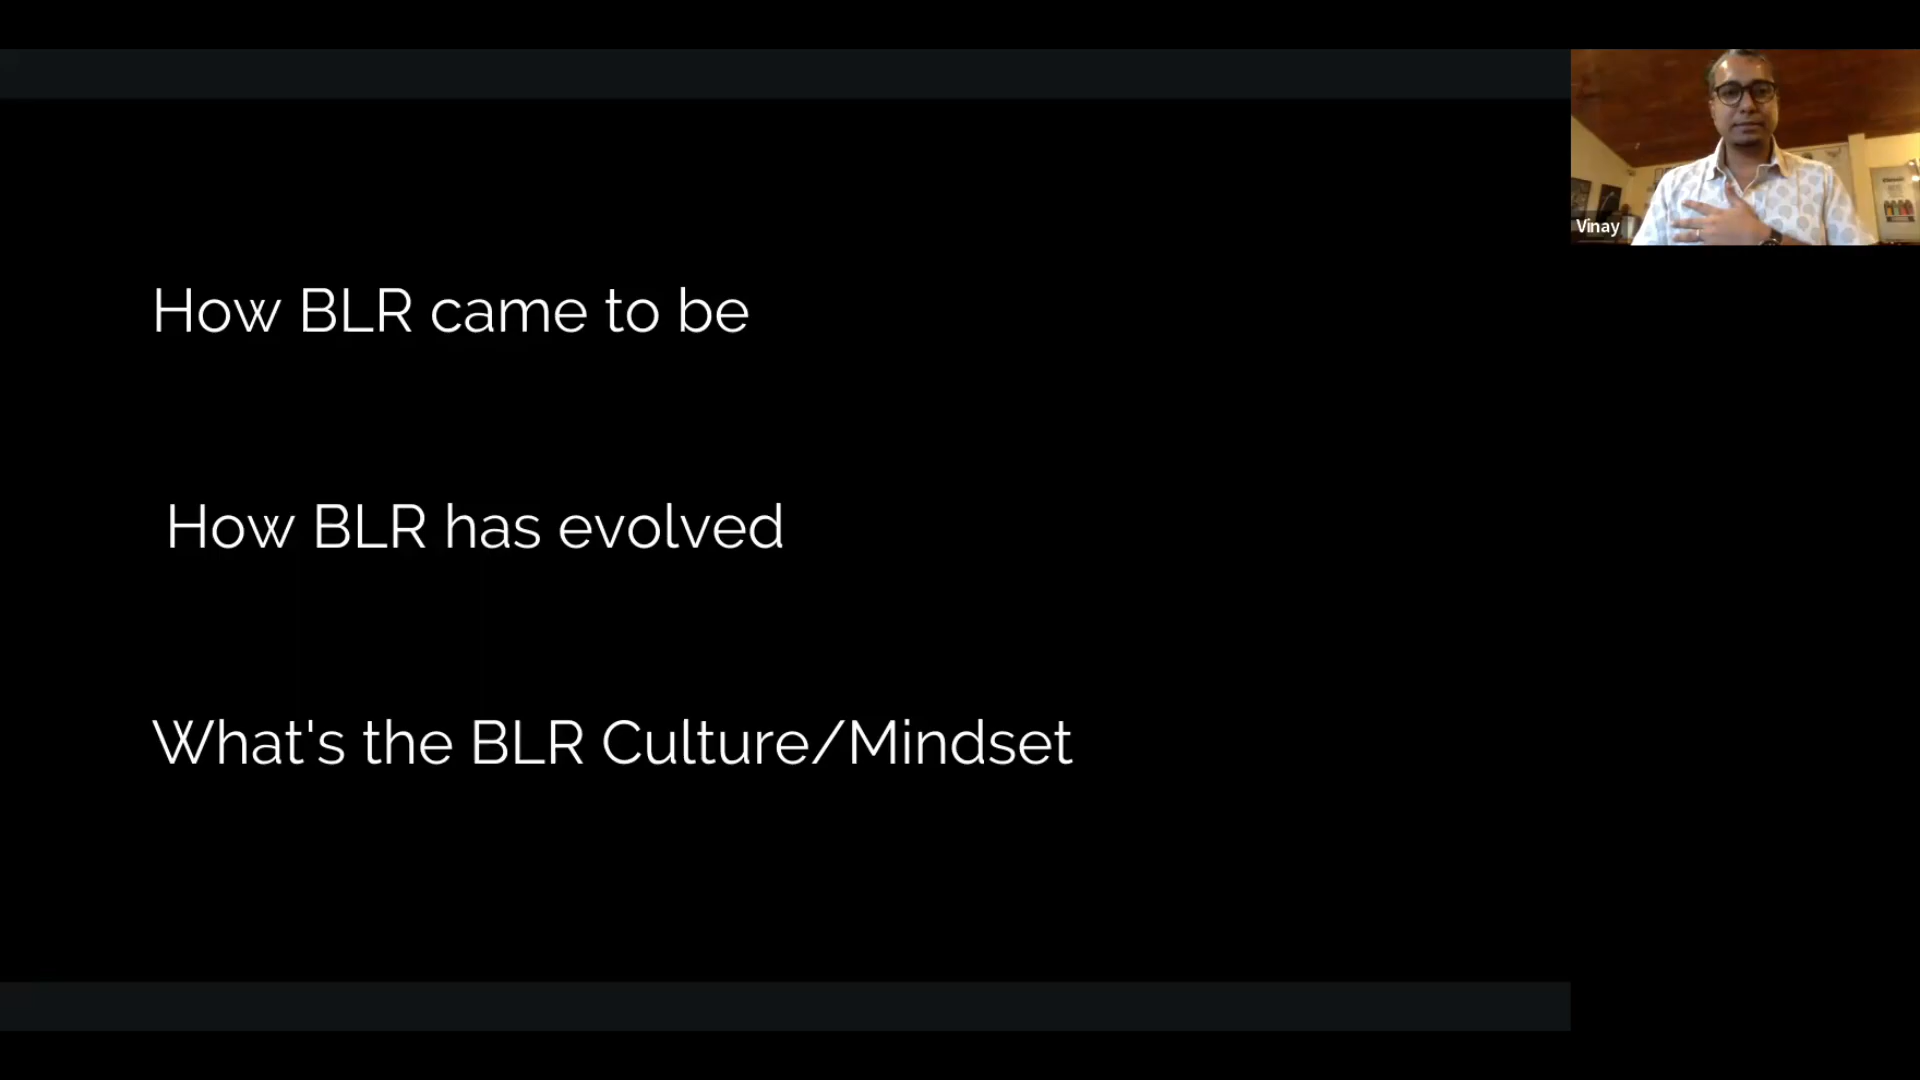 How BLR came to be
How BLR has evolved
What's the BLR Culture/Mindset
Vinay